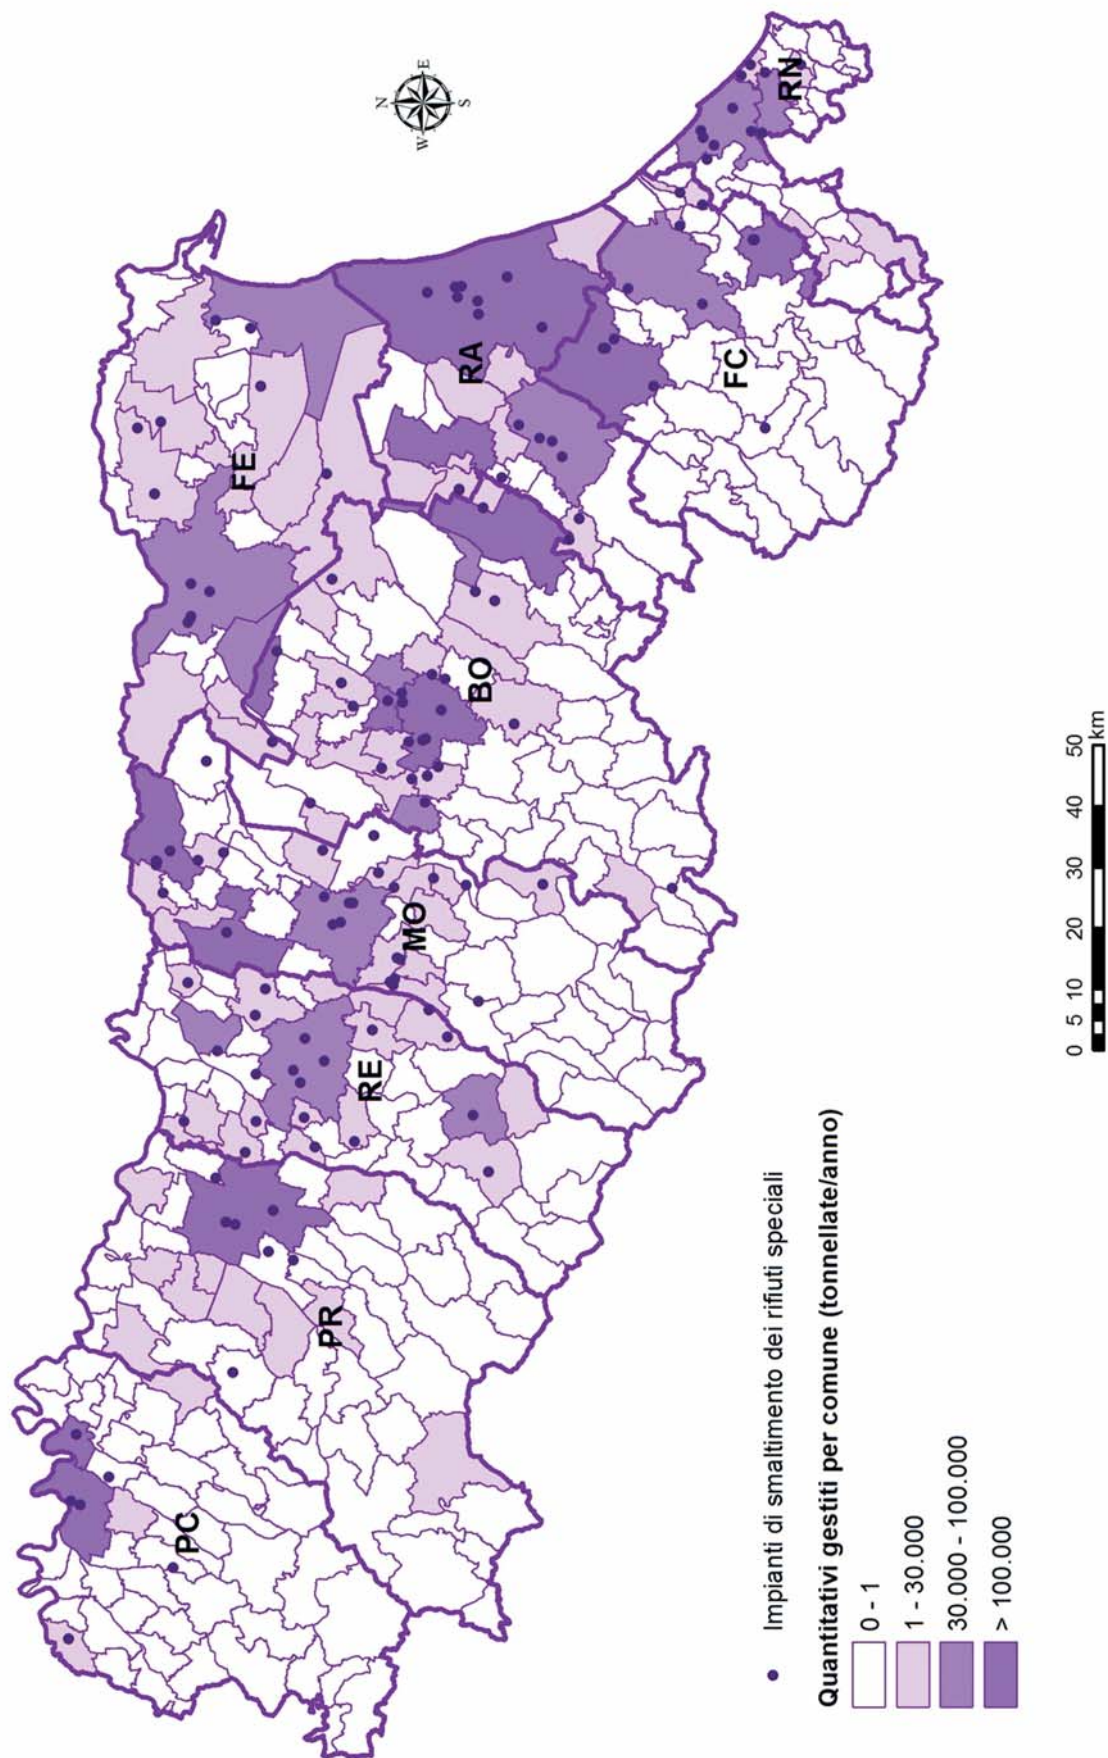 N
W
E
S
PC
PR
RE
MO
BO
FE
RA
FC
RN
Impianti di smaltimento dei rifiuti speciali
Quantitativi gestiti per comune (tonnellate/anno)
0 - 1
1 - 30.000
30.000 - 100.000
> 100.000
0 5 10 20 30 40 50
km